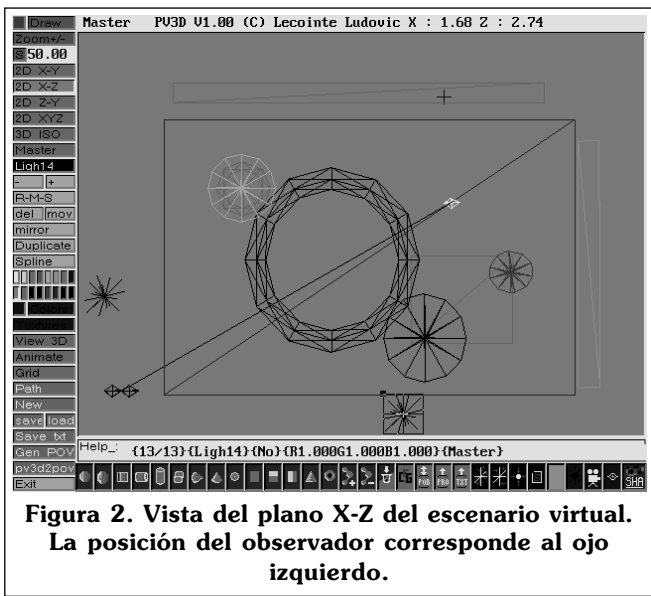 Draw
Master PV3D V1.00 (C) Lecointe Ludovic X : 1.68 Z : 2.74
Zoom+/-
S 50.00
2D X-Y
2D X-Z
2D Z-Y
2D XYZ
3D ISO
Master
Ligh14
- +
R-M-S
del mov
mirror
Duplicate
Spline
Colors
Textures
View 3D
Animate
Grid
Path
New
save load
Save txt
Gen POV
pv3d2pov
Exit
Help_: {13/13}{Ligh14}{No}{R1.000G1.000B1.000}{Master}
CG POB PRO TXT SHA
Figura 2. Vista del plano X-Z del escenario virtual.
La posición del observador corresponde al ojo
izquierdo.